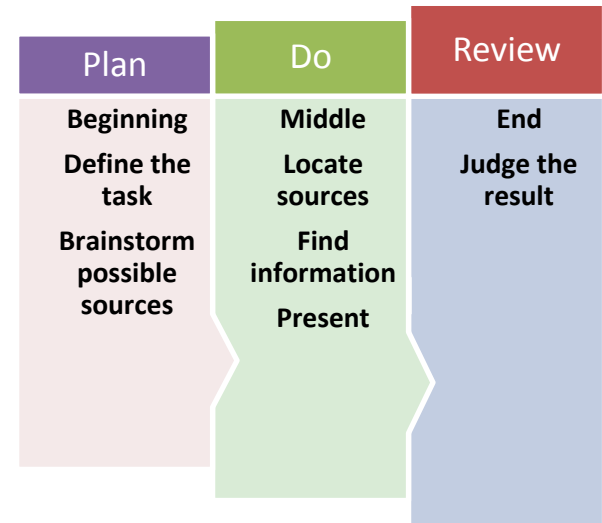 Plan
Beginning
Define the
task
Brainstorm
possible
sources
Do
Middle
Locate
sources
Find
information
Present
Review
End
Judge the
result